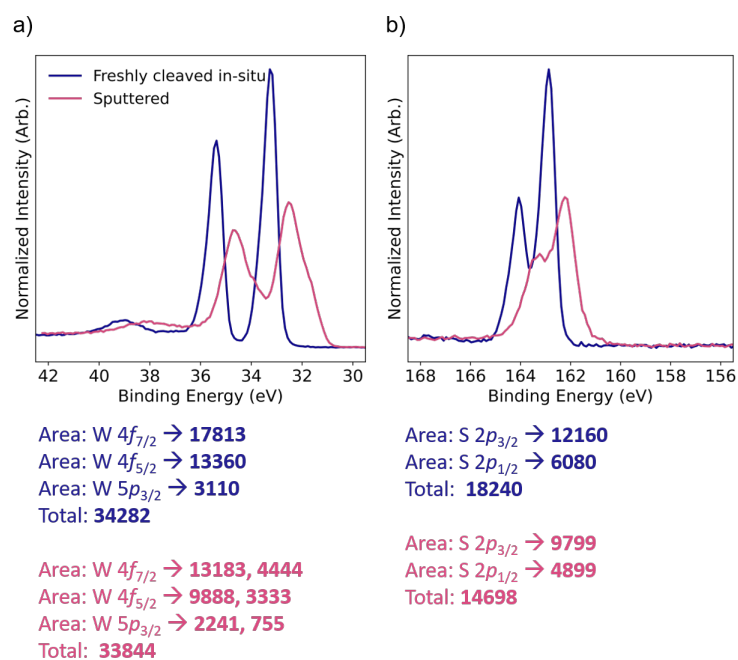 a)
Normalized Intensity (Arb.)
Freshly cleaved in-situ
Sputtered
42 40 38 36 34 32 30
Binding Energy (eV)
Area: W 4f7/2 → 17813
Area: W 4f5/2 → 13360
Area: W 5p3/2 → 3110
Total: 34282
Area: W 4f7/2 → 13183, 4444
Area: W 4f5/2 → 9888, 3333
Area: W 5p3/2 → 2241, 755
Total: 33844
b)
Normalized Intensity (Arb.)
168 166 164 162 160 158 156
Binding Energy (eV)
Area: S 2p3/2 → 12160
Area: S 2p1/2 → 6080
Total: 18240
Area: S 2p3/2 → 9799
Area: S 2p1/2 → 4899
Total: 14698